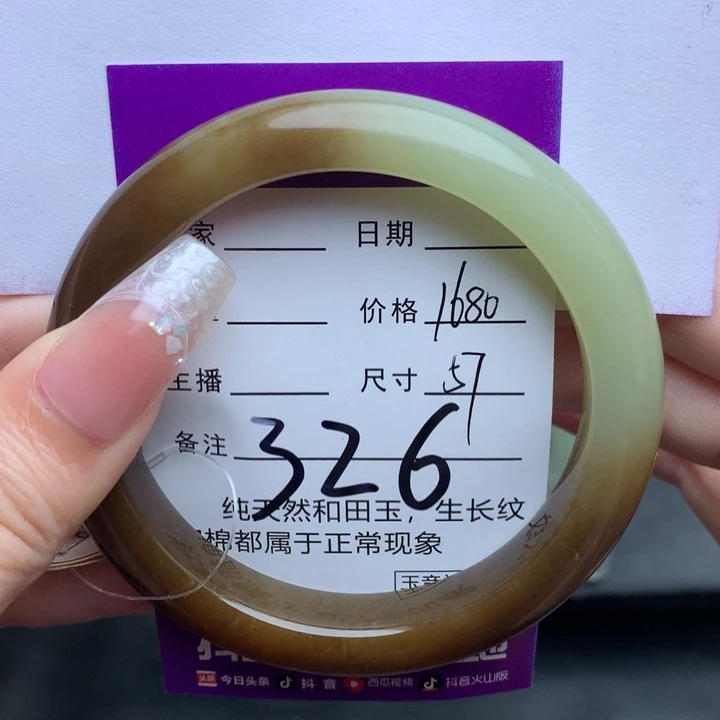 家 日期
价格 1680
主播 尺寸 57
备注 326
纯天然和田玉，生长纹
棉都属于正常现象
今日头条 抖音 西瓜视频 抖音火山版